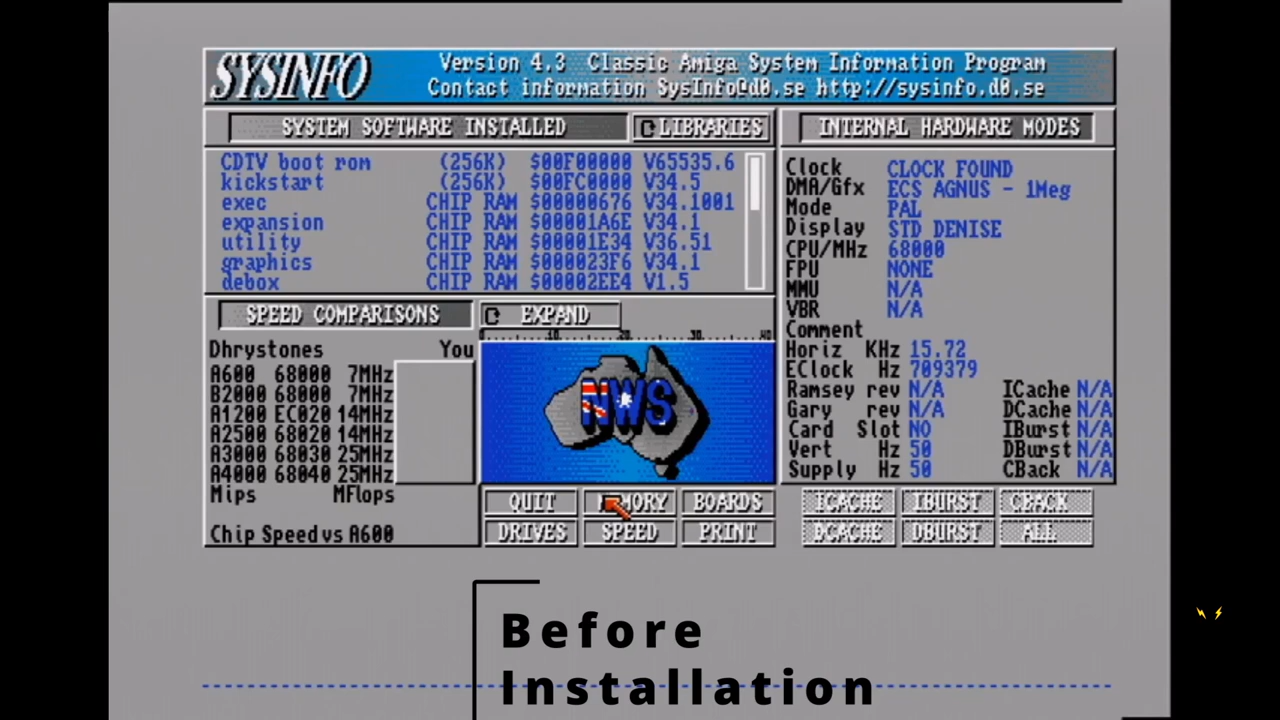 SYSINFO
Version 4.3 Classic Amiga System Information Program
Contact information SysInfo@d0.se http://sysinfo.d0.se
SYSTEM SOFTWARE INSTALLED
LIBRARIES
CDTV boot rom (256K) $00F00000 V65535.6
kickstart (256K) $00FC0000 V34.5
exec CHIP RAM $00000676 V34.1001
expansion CHIP RAM $00001A6E V34.1
utility CHIP RAM $00001E34 V36.51
graphics CHIP RAM $000023F6 V34.1
debox CHIP RAM $00002EE4 V1.5
INTERNAL HARDWARE MODES
Clock CLOCK FOUND
DMA/Gfx ECS AGNUS - 1Meg
Mode PAL
Display STD DENISE
CPU/MHz 68000
FPU NONE
MMU N/A
VBR N/A
Comment
Horiz KHz 15.72
EClock Hz 709379
Ramsey rev N/A ICache N/A
Gary rev N/A DCache N/A
Card Slot NO IBurst N/A
Vert Hz 50 DBurst N/A
Supply Hz 50 CBack N/A
SPEED COMPARISONS
EXPAND
10 20 30 40
Dhrystones You
A600 68000 7MHz
B2000 68000 7MHz
A1200 EC020 14MHz
A2500 68020 14MHz
A3000 68030 25MHz
A4000 68040 25MHz
Mips MFlops
Chip Speed vs A600
NWS
QUIT MEMORY BOARDS
DRIVES SPEED PRINT
ICACHE IBURST CBACK
DCACHE DBURST ALL
Before
Installation